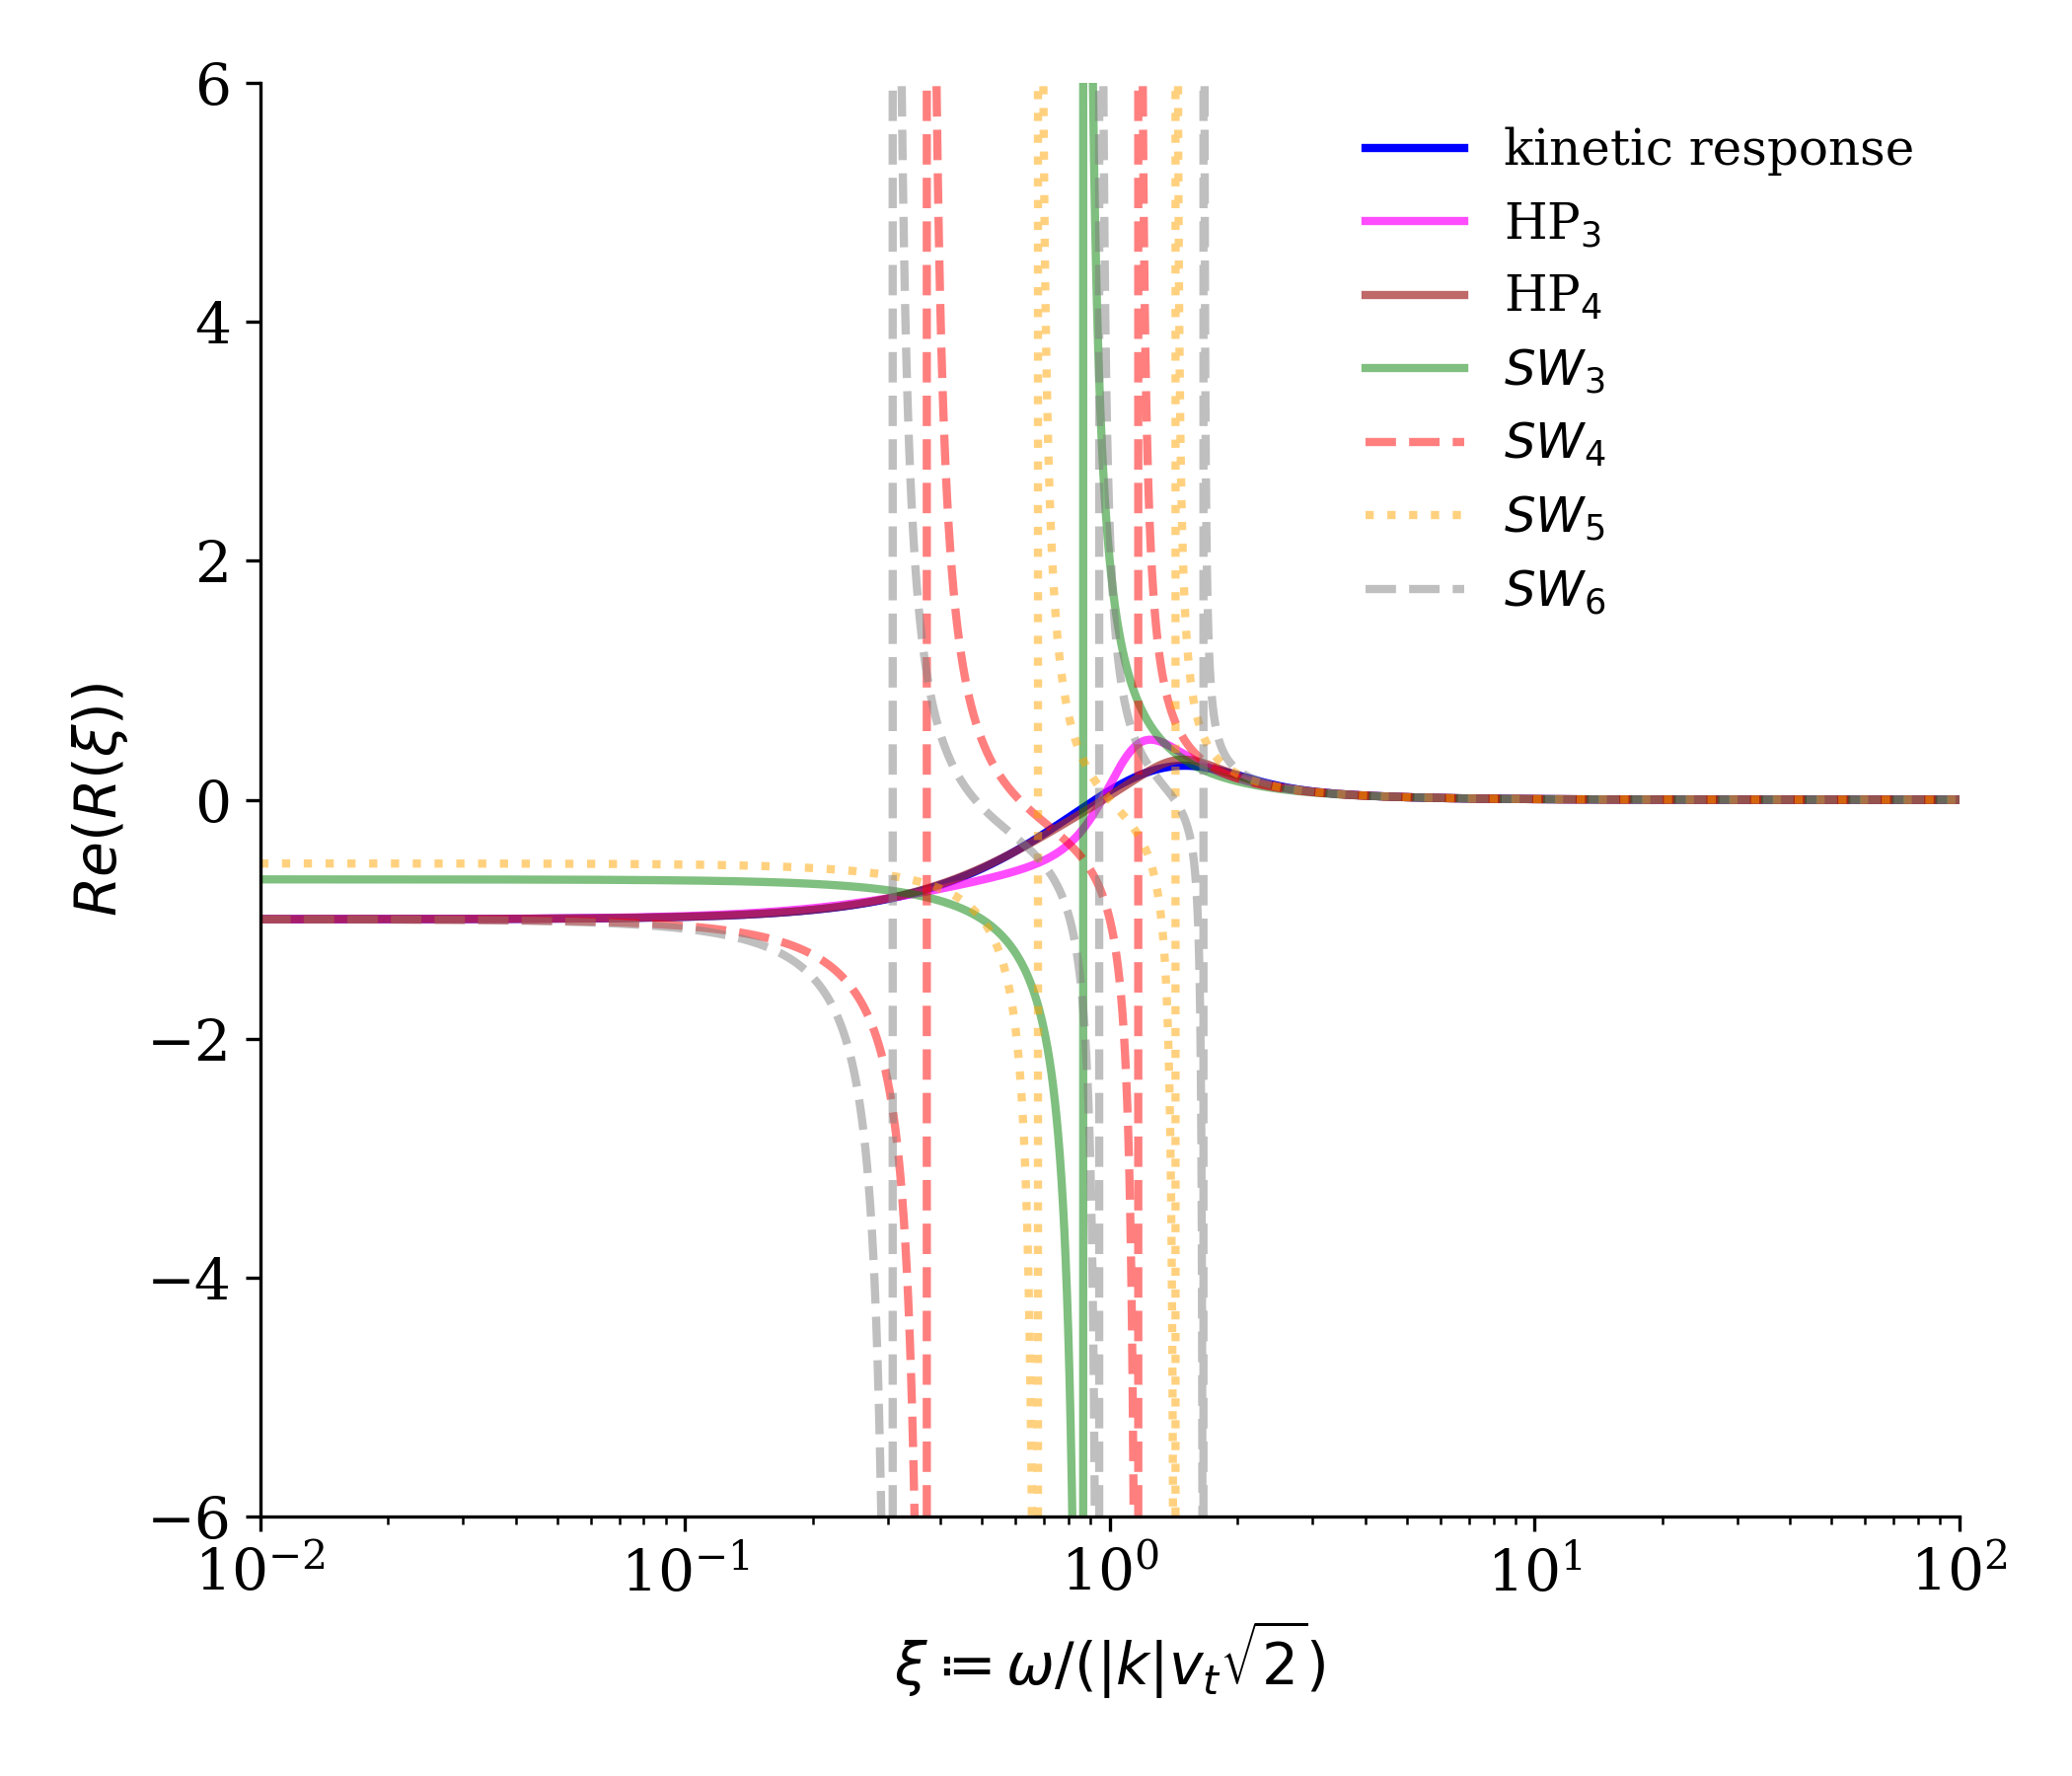 6
4
2
0
−2
−4
−6
Re(R(ξ))
10⁻² 10⁻¹ 10⁰ 10¹ 10²
ξ ≔ ω/(|k|vₜ√2)
kinetic response
HP₃
HP₄
SW₃
SW₄
SW₅
SW₆